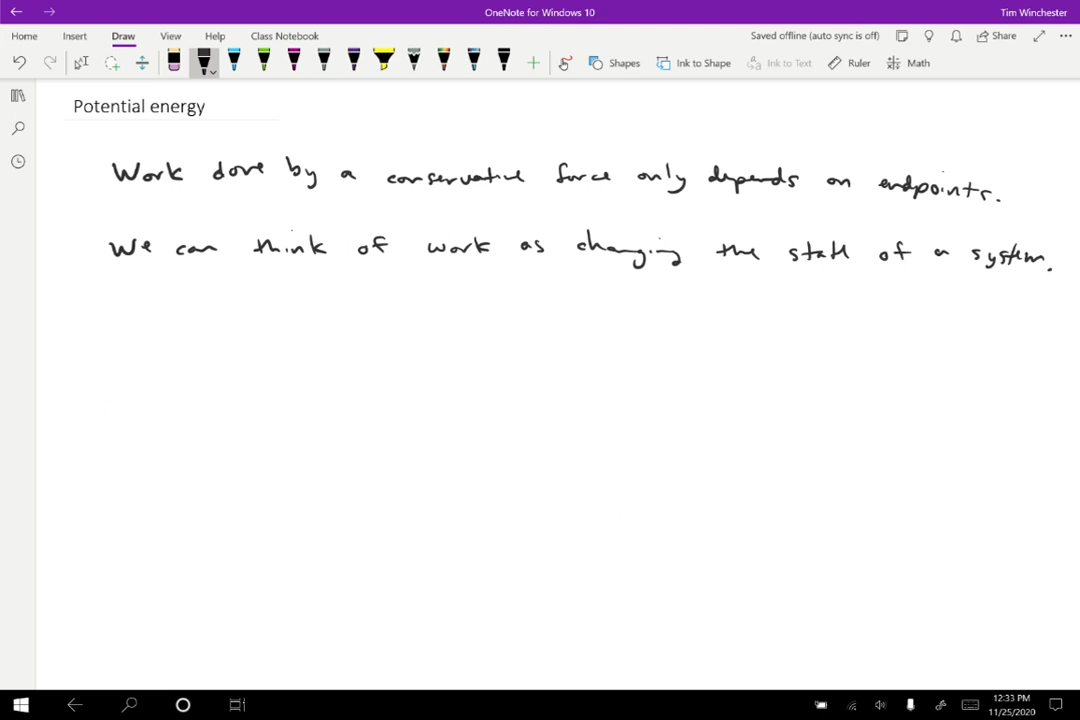 OneNote for Windows 10
Tim Winchester
Home Insert Draw View Help Class Notebook
Saved offline (auto sync is off) Share
Shapes Ink to Shape Ink to Text Ruler Math
Potential energy
Work done by a conservative force only depends on endpoints.
We can think of work as changing the state of a system.
12:33 PM
11/25/2020